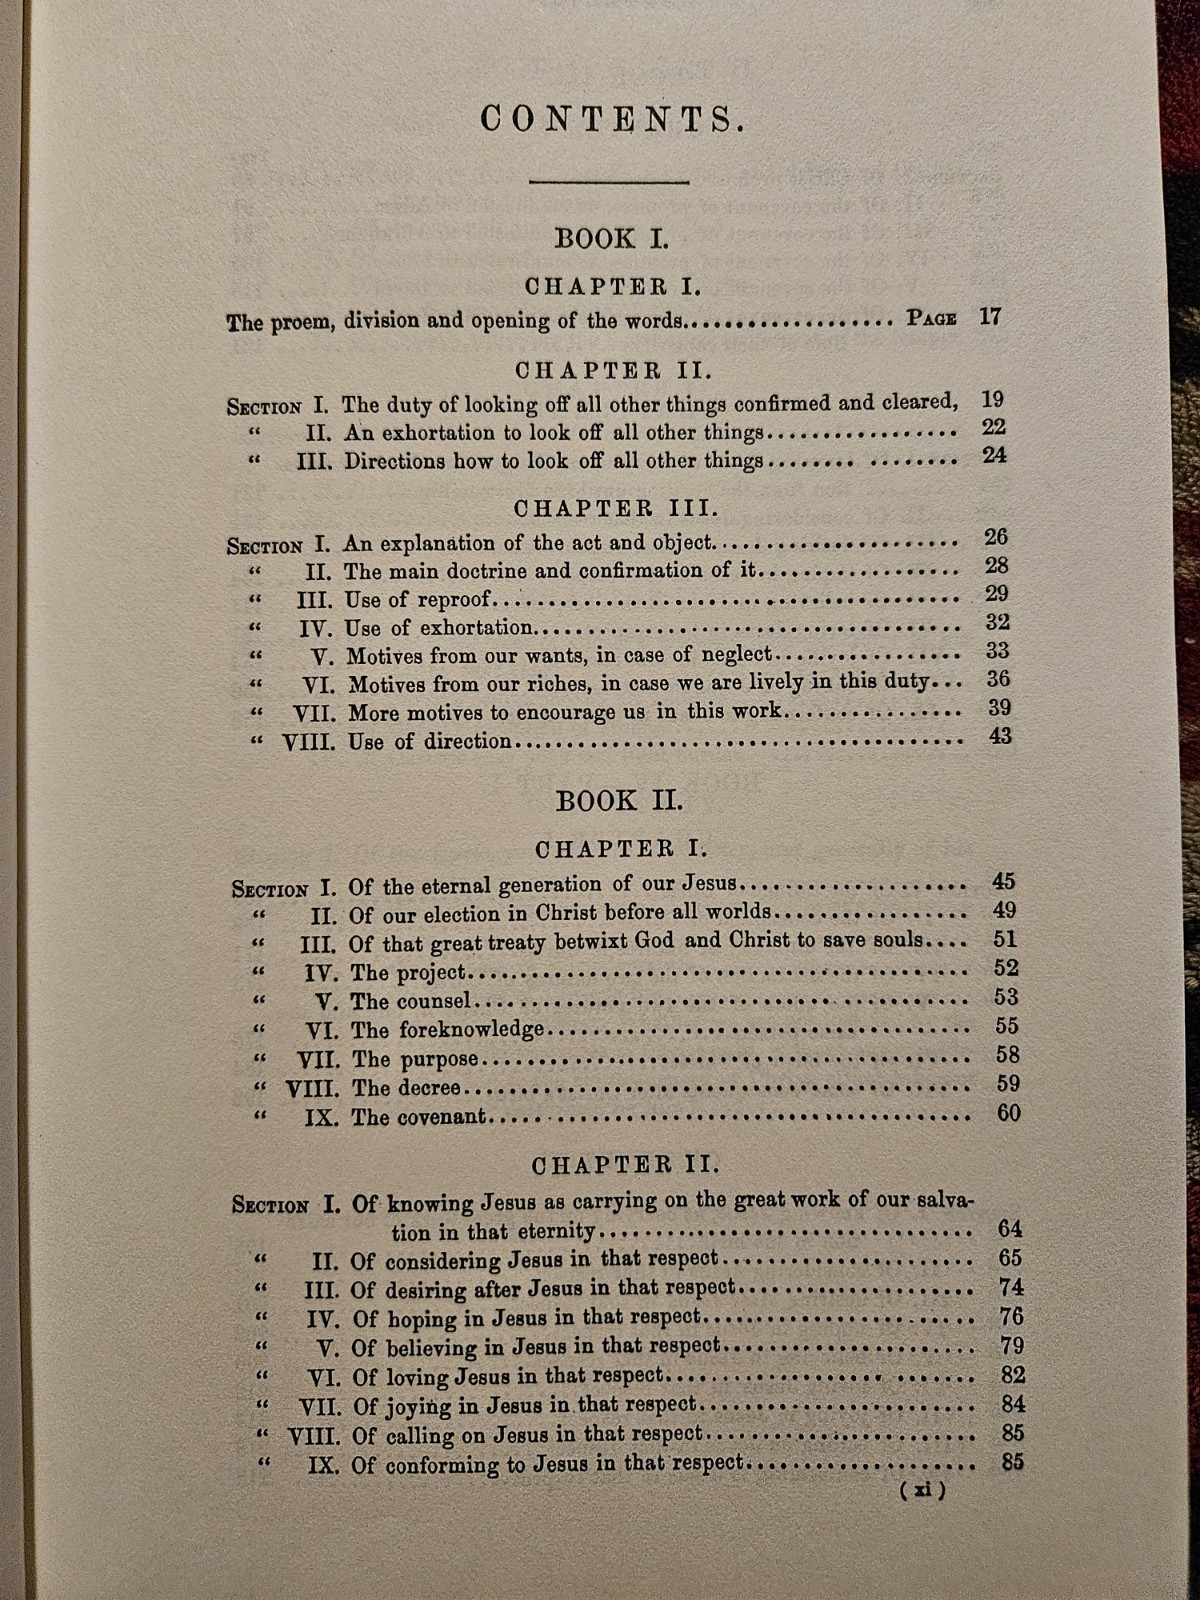 CONTENTS.
BOOK I.
CHAPTER I.
The proem, division and opening of the words................... PAGE 17
CHAPTER II.
SECTION I. The duty of looking off all other things confirmed and cleared, 19
“ II. An exhortation to look off all other things.................. 22
“ III. Directions how to look off all other things........ ........ 24
CHAPTER III.
SECTION I. An explanation of the act and object...................... 26
“ II. The main doctrine and confirmation of it.................. 28
“ III. Use of reproof........................................... 29
“ IV. Use of exhortation........................................ 32
“ V. Motives from our wants, in case of neglect................. 33
“ VI. Motives from our riches, in case we are lively in this duty... 36
“ VII. More motives to encourage us in this work................ 39
“ VIII. Use of direction.......................................... 43
BOOK II.
CHAPTER I.
SECTION I. Of the eternal generation of our Jesus..................... 45
“ II. Of our election in Christ before all worlds.................. 49
“ III. Of that great treaty betwixt God and Christ to save souls.... 51
“ IV. The project............................................... 52
“ V. The counsel............................................... 53
“ VI. The foreknowledge........................................ 55
“ VII. The purpose.............................................. 58
“ VIII. The decree................................................ 59
“ IX. The covenant.............................................. 60
CHAPTER II.
SECTION I. Of knowing Jesus as carrying on the great work of our salva-
tion in that eternity.................................... 64
“ II. Of considering Jesus in that respect........................ 65
“ III. Of desiring after Jesus in that respect....................... 74
“ IV. Of hoping in Jesus in that respect.......................... 76
“ V. Of believing in Jesus in that respect........................ 79
“ VI. Of loving Jesus in that respect..................... ....... 82
“ VII. Of joying in Jesus in that respect.......................... 84
“ VIII. Of calling on Jesus in that respect.......................... 85
“ IX. Of conforming to Jesus in that respect...................... 85
( xi )